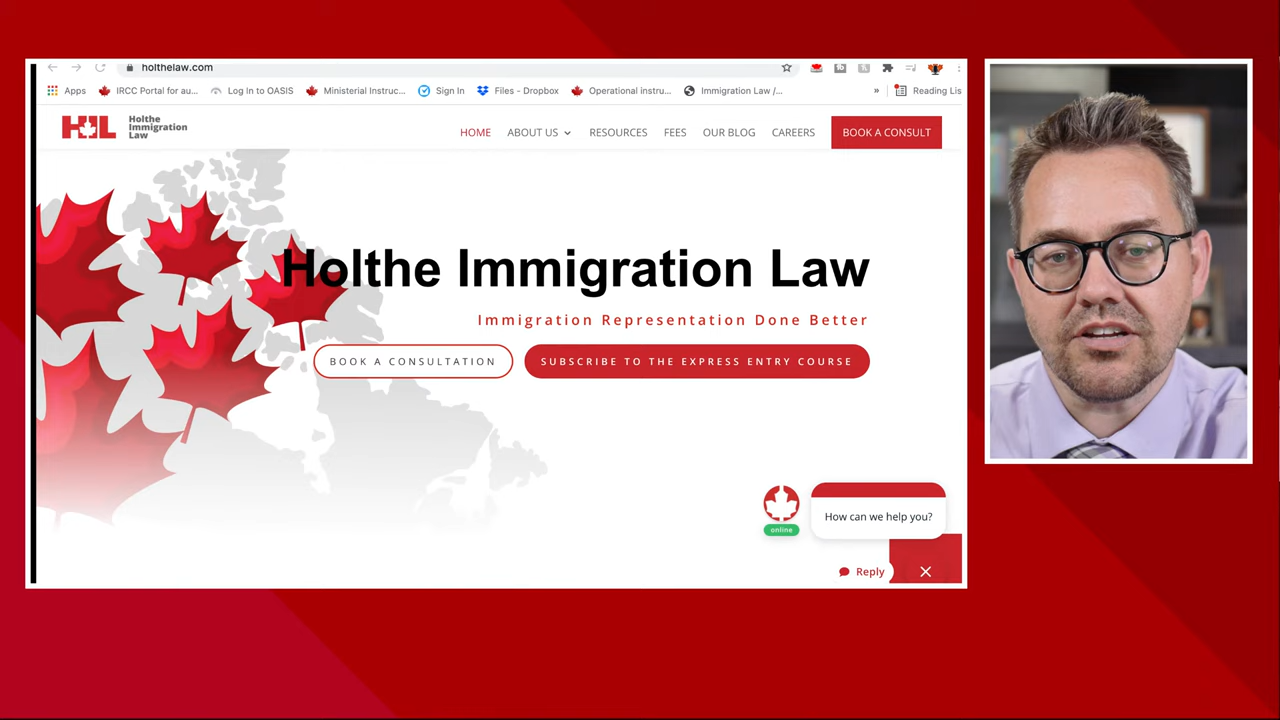 holthelaw.com
Apps IRCC Portal for au... Log In to OASIS Ministerial Instruc... Sign In Files - Dropbox Operational instru... Immigration Law /... » Reading Lis
HIL Holthe
Immigration
Law
HOME ABOUT US RESOURCES FEES OUR BLOG CAREERS BOOK A CONSULT
Holthe Immigration Law
Immigration Representation Done Better
BOOK A CONSULTATION SUBSCRIBE TO THE EXPRESS ENTRY COURSE
How can we help you?
online
Reply